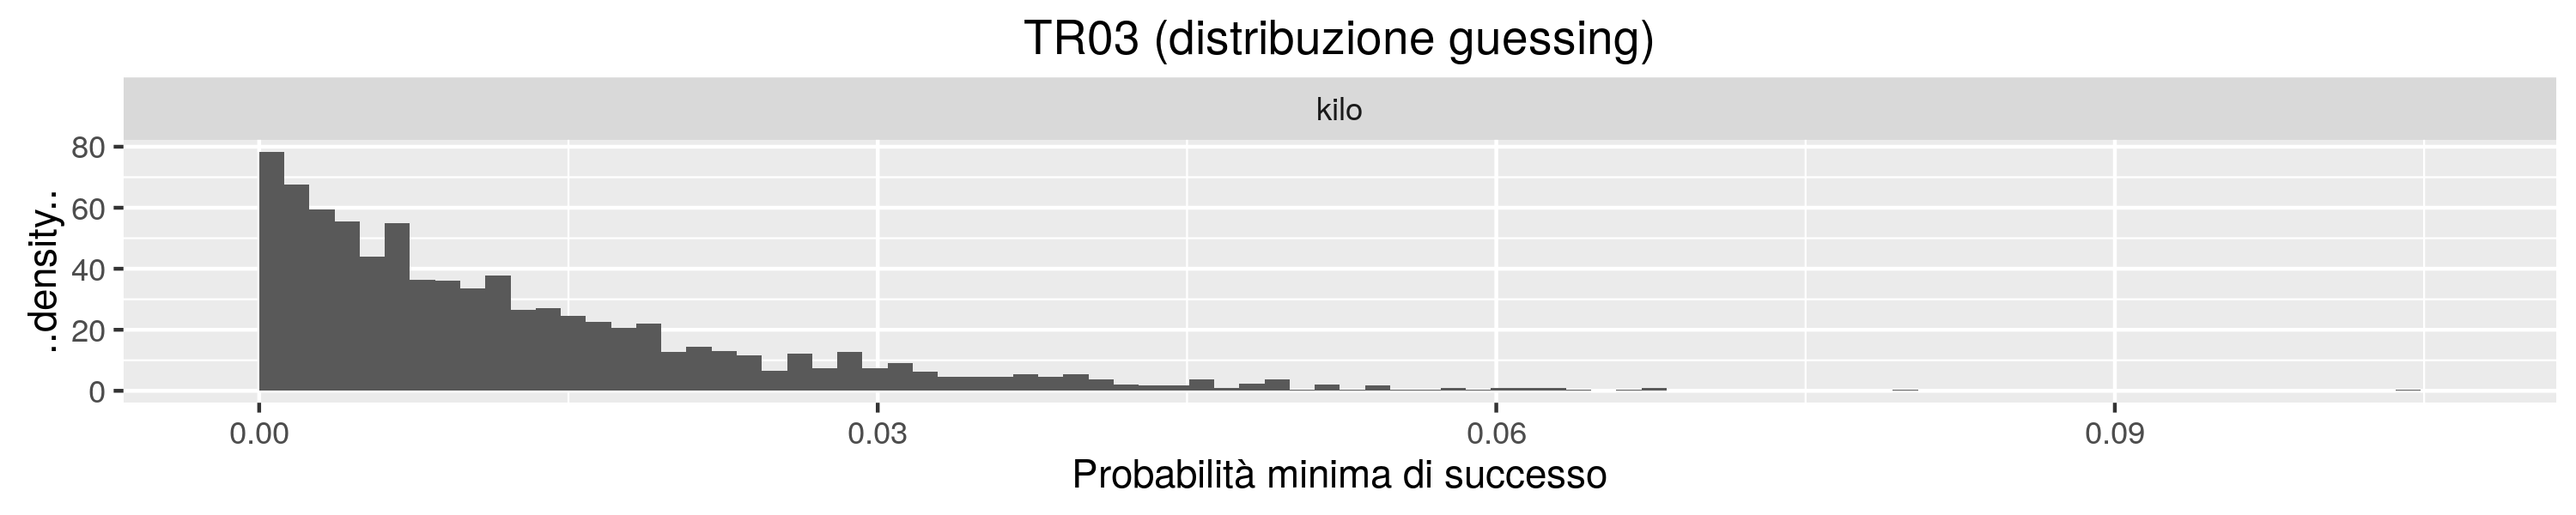 TR03 (distribuzione guessing)
kilo
80
60
40
20
0
..density..
0.00 0.03 0.06 0.09
Probabilità minima di successo